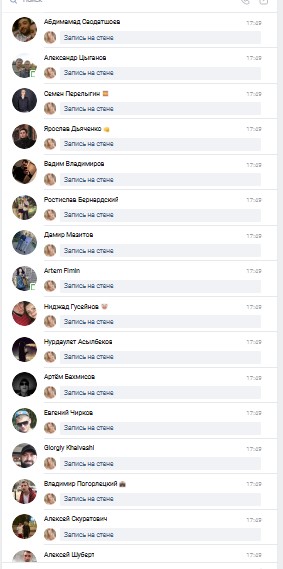 Поиск
Абдимамад Саодатшоев
17:49
Запись на стене
Александр Цыганов
17:49
Запись на стене
Семен Перелыгин
17:49
Запись на стене
Ярослав Дьяченко
17:49
Запись на стене
Вадим Владимиров
17:49
Запись на стене
Ростислав Бернардский
17:49
Запись на стене
Дамир Мазитов
17:49
Запись на стене
Artem Fimin
17:49
Запись на стене
Ниджад Гусейнов
17:49
Запись на стене
Нурдаулет Асылбеков
17:49
Запись на стене
Артём Бахмисов
17:49
Запись на стене
Евгений Чирков
17:49
Запись на стене
Giorgiy Khaivashi
17:49
Запись на стене
Владимир Погорлецкий
17:49
Запись на стене
Алексей Скуратович
17:49
Запись на стене
Алексей Шуберт
17:49